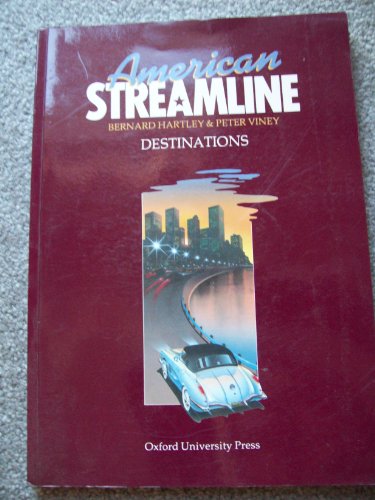 American
STREAMLINE
BERNARD HARTLEY & PETER VINEY
DESTINATIONS
Oxford University Press